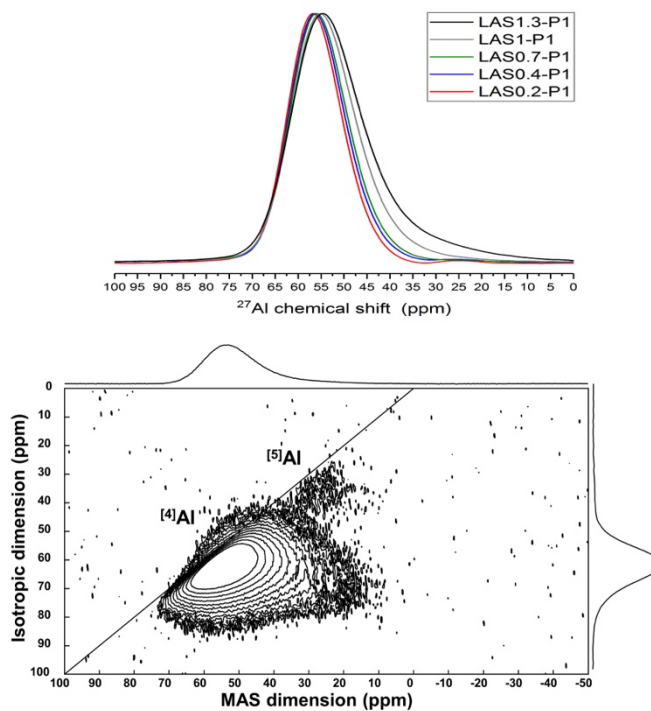 LAS1.3-P1
LAS1-P1
LAS0.7-P1
LAS0.4-P1
LAS0.2-P1
100 95 90 85 80 75 70 65 60 55 50 45 40 35 30 25 20 15 10 5 0
²⁷Al chemical shift (ppm)
Isotropic dimension (ppm)
0
10
20
30
40
50
60
70
80
90
100
[5]Al
[4]Al
100 90 80 70 60 50 40 30 20 10 0 -10 -20 -30 -40 -50
MAS dimension (ppm)